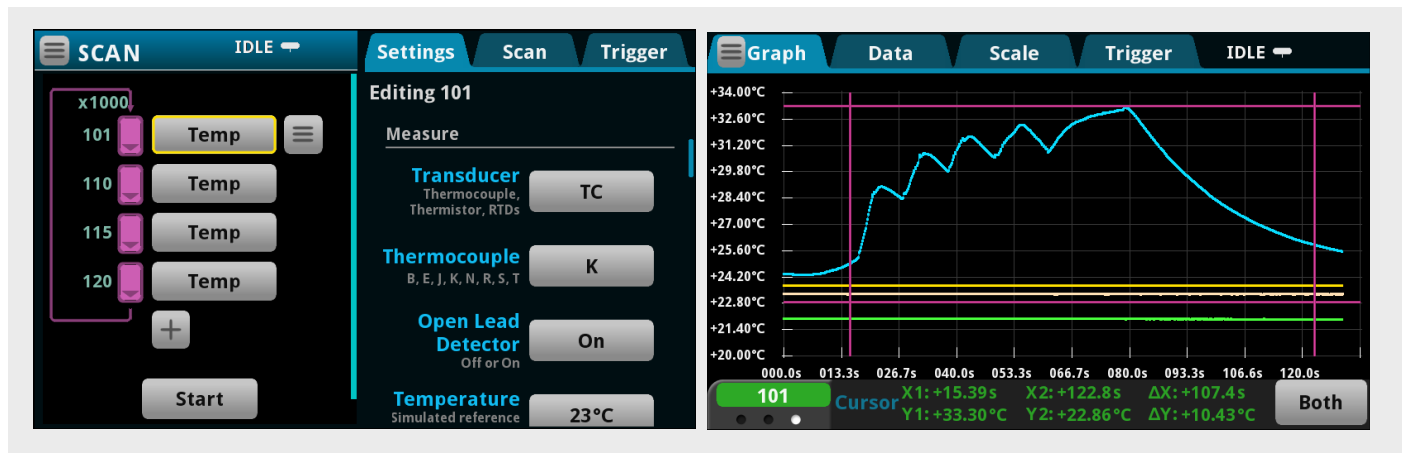 SCAN
IDLE
x1000
101
Temp
110
Temp
115
Temp
120
Temp
+
Start
Settings
Scan
Trigger
Editing 101
Measure
Transducer
Thermocouple,
Thermistor, RTDs
TC
Thermocouple
B, E, J, K, N, R, S, T
K
Open Lead
Detector
Off or On
On
Temperature
Simulated reference
23°C
Graph
Data
Scale
Trigger
IDLE
+34.00°C
+32.60°C
+31.20°C
+29.80°C
+28.40°C
+27.00°C
+25.60°C
+24.20°C
+22.80°C
+21.40°C
+20.00°C
000.0s 013.3s 026.7s 040.0s 053.3s 066.7s 080.0s 093.3s 106.6s 120.0s
101
Cursor
X1: +15.39s X2: +122.8s ΔX: +107.4s
Y1: +33.30°C Y2: +22.86°C ΔY: +10.43°C
Both